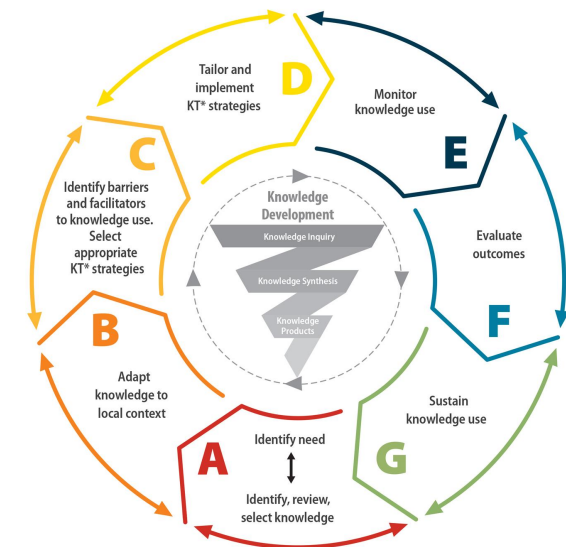 D
Tailor and
implement
KT* strategies
E
Monitor
knowledge use
C
Identify barriers
and facilitators
to knowledge use.
Select
appropriate
KT* strategies
Knowledge
Development
Knowledge Inquiry
Knowledge Synthesis
Knowledge
Products
Evaluate
outcomes
F
B
Adapt
knowledge to
local context
A
Identify need
Identify, review,
select knowledge
Sustain
knowledge use
G